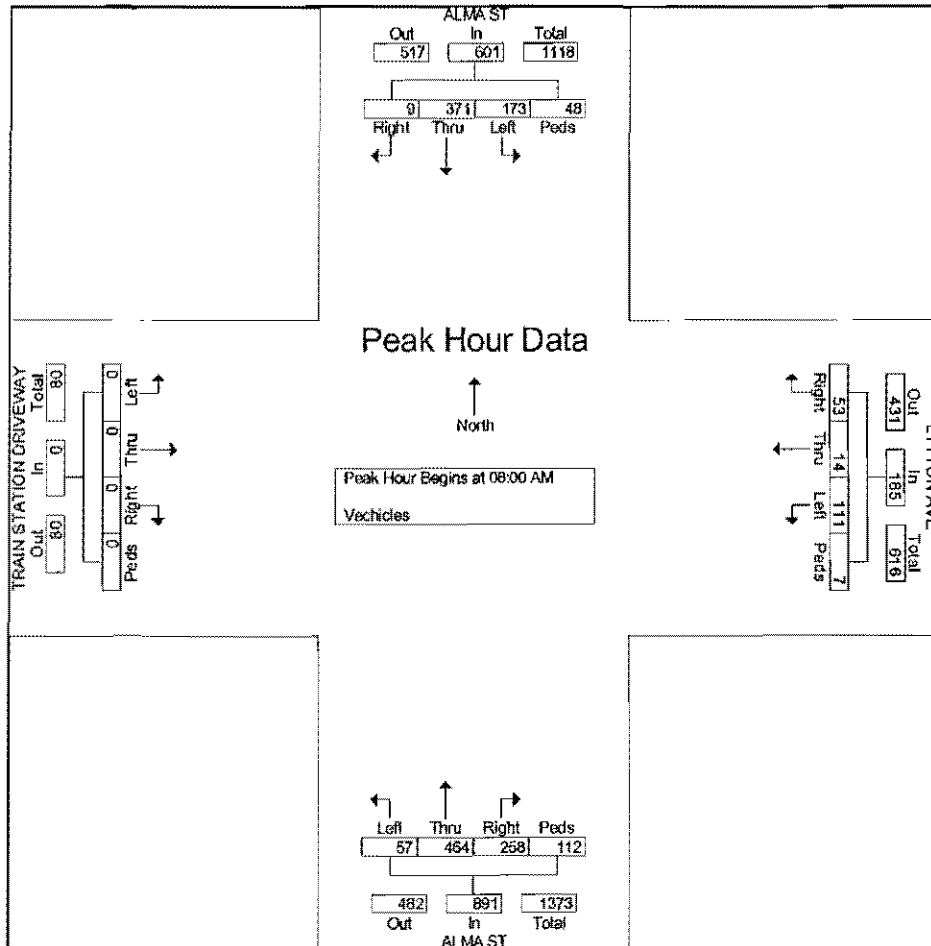 ALMA ST
Out In Total
517 601 1118
9 371 173 48
Right Thru Left Peds
Peak Hour Data
North
Peak Hour Begins at 08:00 AM
Vechicles
TRAIN STATION DRIVEWAY
Total In Out
80 0 80
0 0 0 0
Left Thru Right Peds
Right Thru Left Peds
53 14 111 7
Out In Total
431 185 616
Left Thru Right Peds
57 464 258 112
482 891 1373
Out In Total
ALMA ST